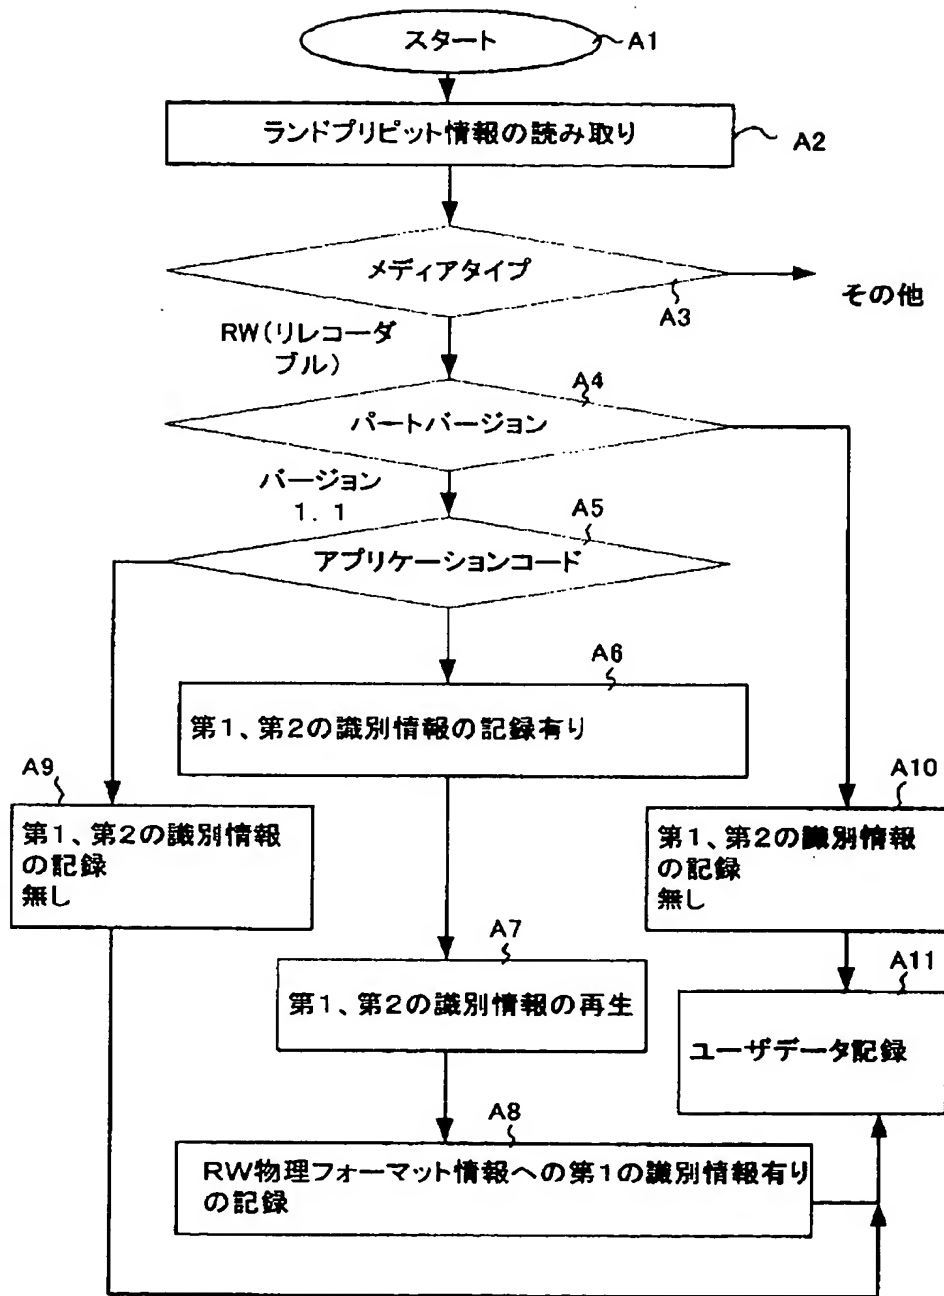 スタート
A1
ランドプリピット情報の読み取り
A2
メディアタイプ
A3
その他
RW(リレコーダ
ブル)
A4
パートバージョン
バージョン
1. 1
A5
アプリケーションコード
A6
第1、第2の識別情報の記録有り
A9
第1、第2の識別情報
の記録
無し
A10
第1、第2の識別情報
の記録
無し
A7
第1、第2の識別情報の再生
A11
ユーザデータ記録
A8
RW物理フォーマット情報への第1の識別情報有り
の記録